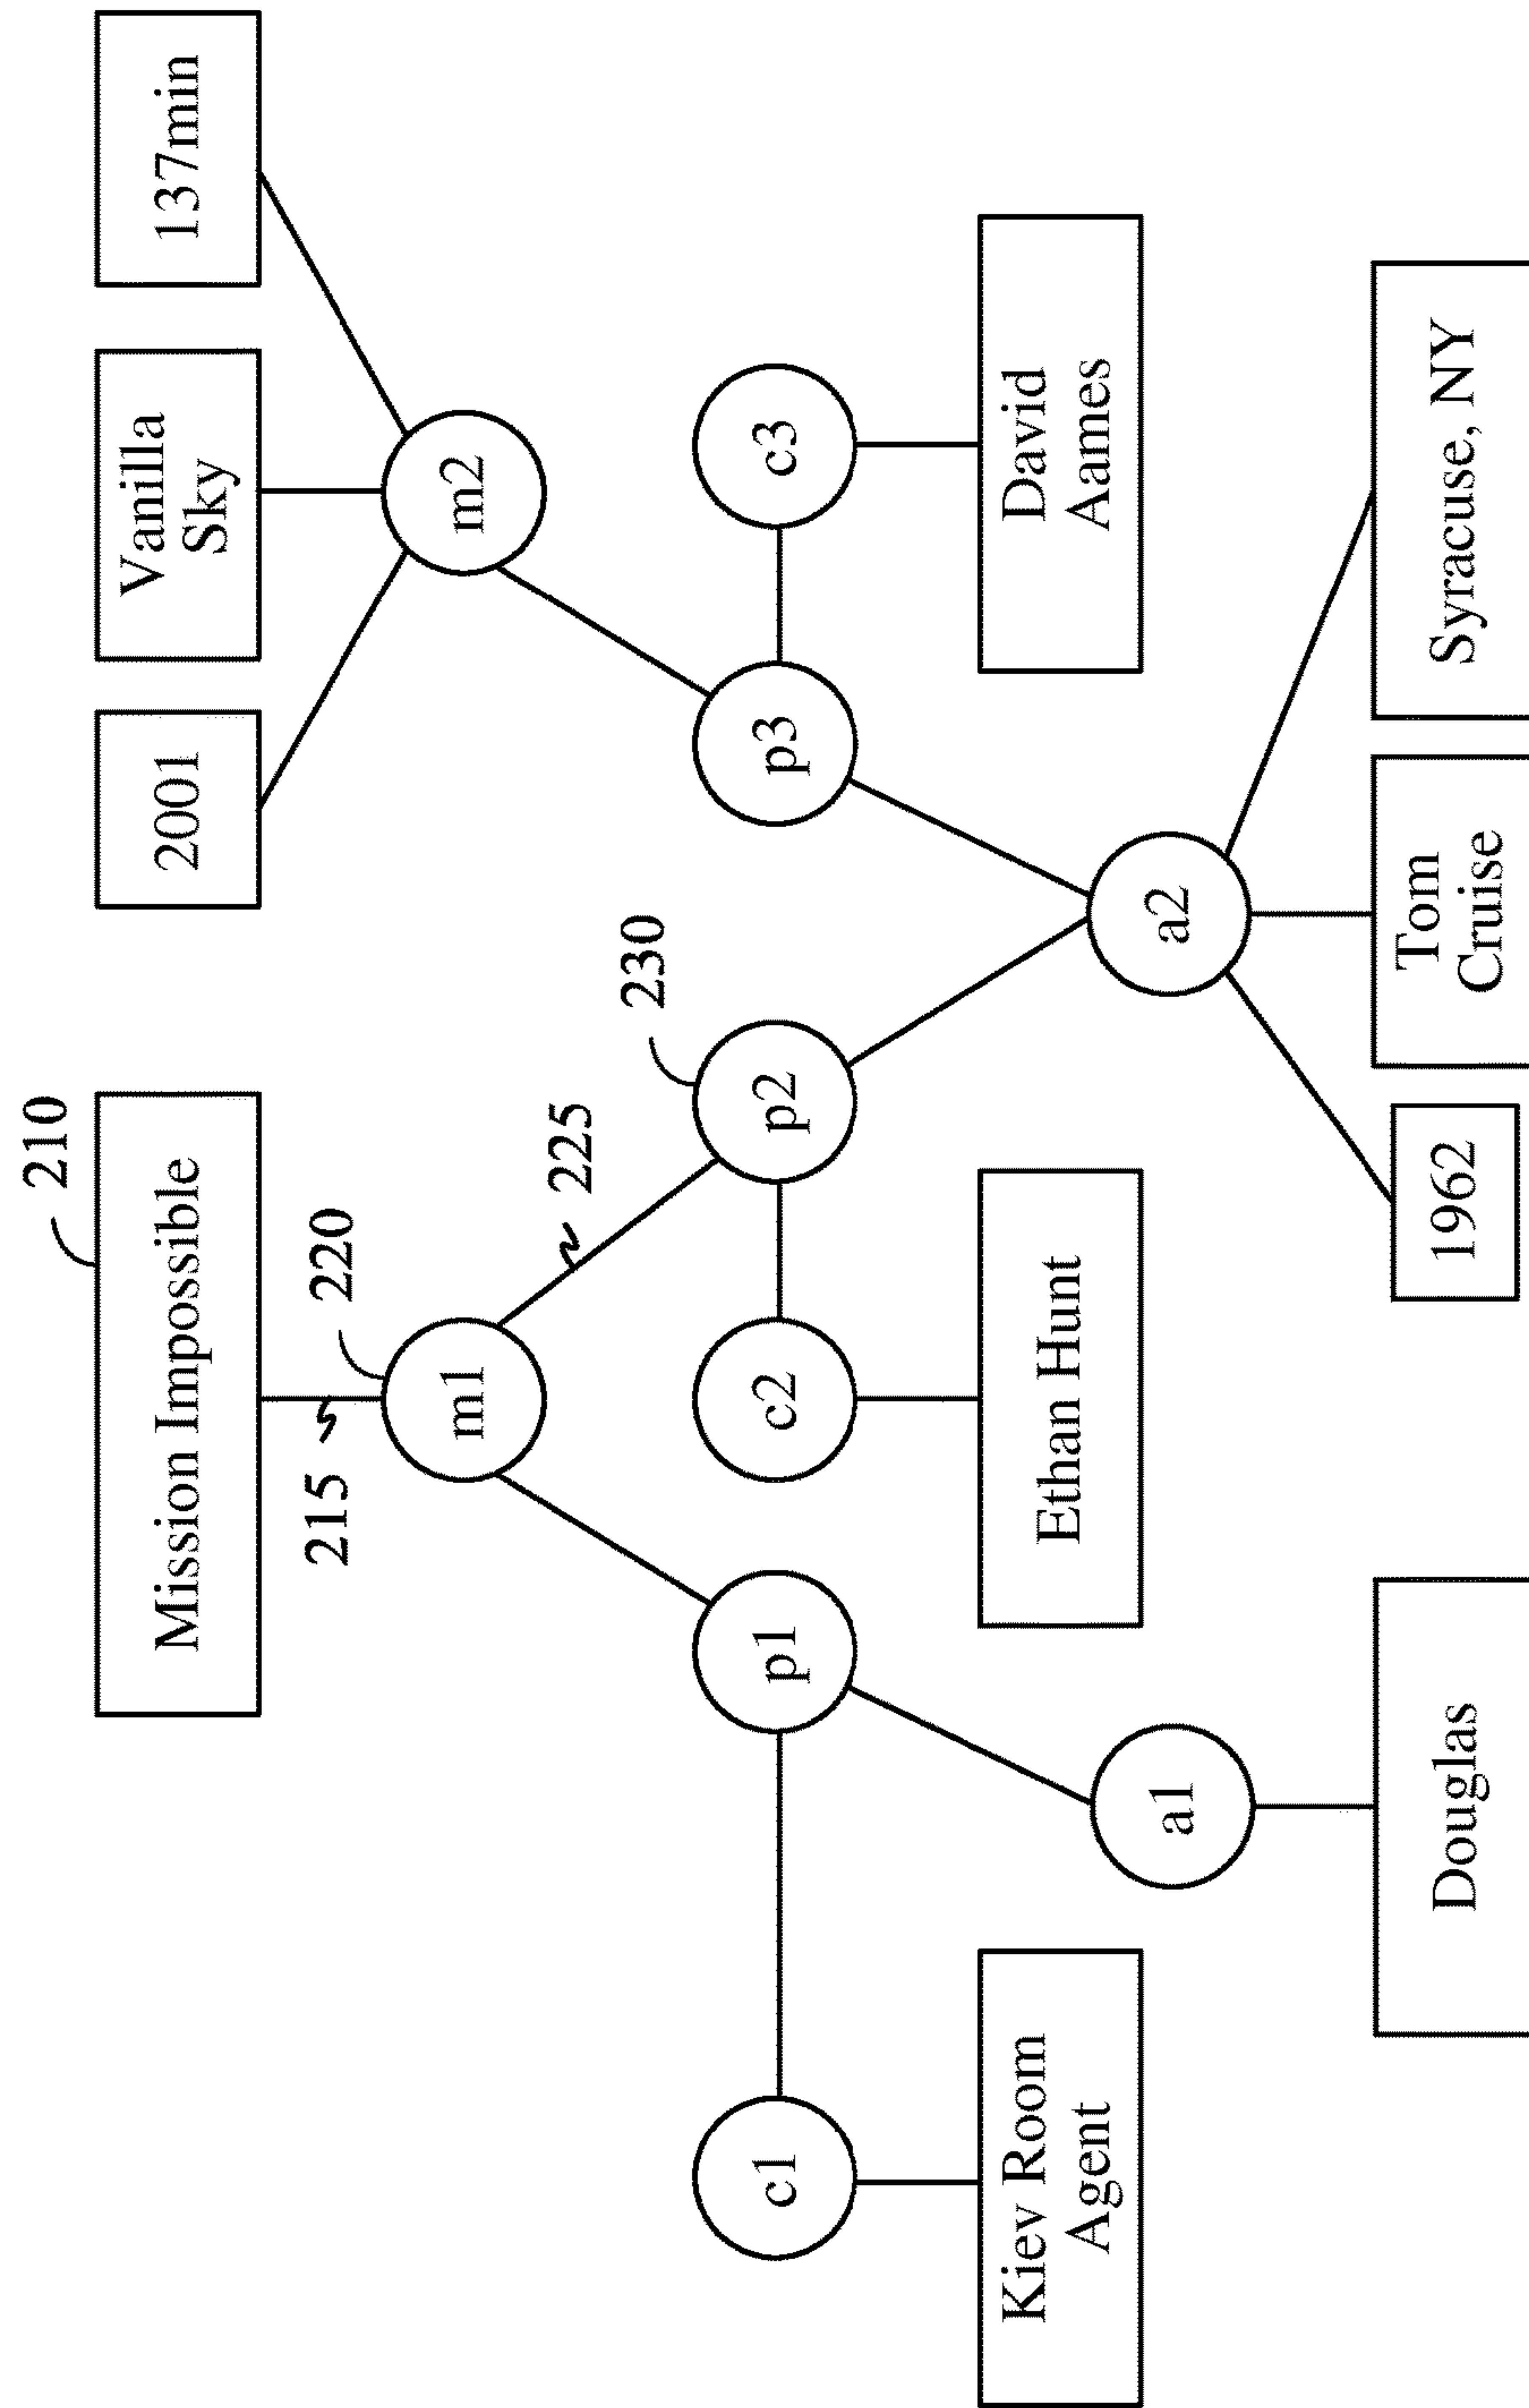 210
Mission Impossible
2001
Vanilla
Sky
137min
215
220
m1
m2
225
230
c1
p1
c2
p2
p3
c3
Kiev Room
Agent
Ethan Hunt
David
Aames
a1
a2
Douglas
1962
Tom
Cruise
Syracuse, NY